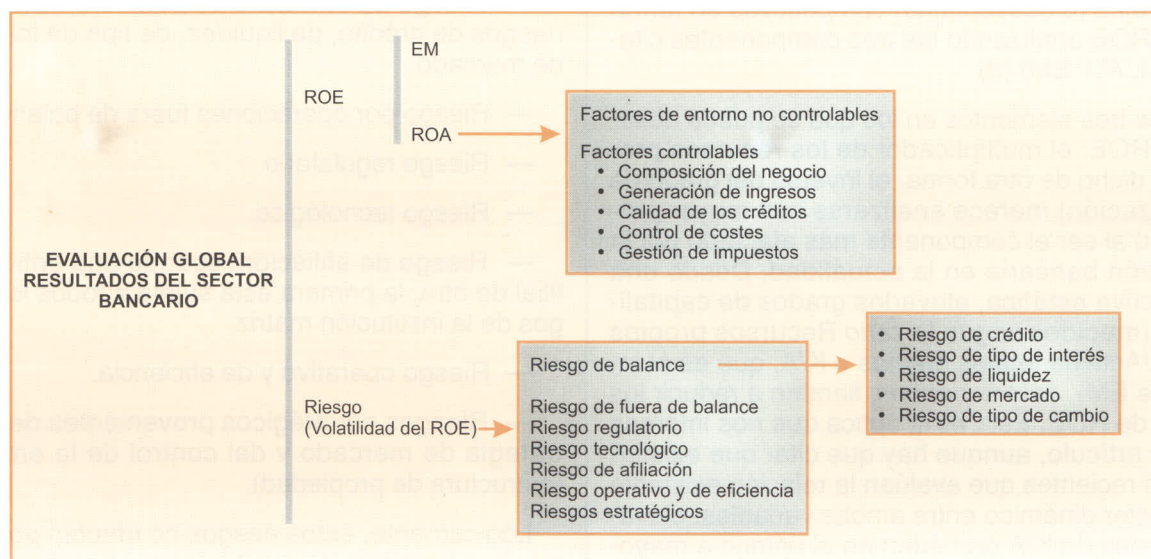 EVALUACIÓN GLOBAL
RESULTADOS DEL SECTOR
BANCARIO
ROE
EM
ROA
Factores de entorno no controlables
Factores controlables
• Composición del negocio
• Generación de ingresos
• Calidad de los créditos
• Control de costes
• Gestión de impuestos
Riesgo
(Volatilidad del ROE)
Riesgo de balance
Riesgo de fuera de balance
Riesgo regulatorio
Riesgo tecnológico
Riesgo de afiliación
Riesgo operativo y de eficiencia
Riesgos estratégicos
• Riesgo de crédito
• Riesgo de tipo de interés
• Riesgo de liquidez
• Riesgo de mercado
• Riesgo de tipo de cambio